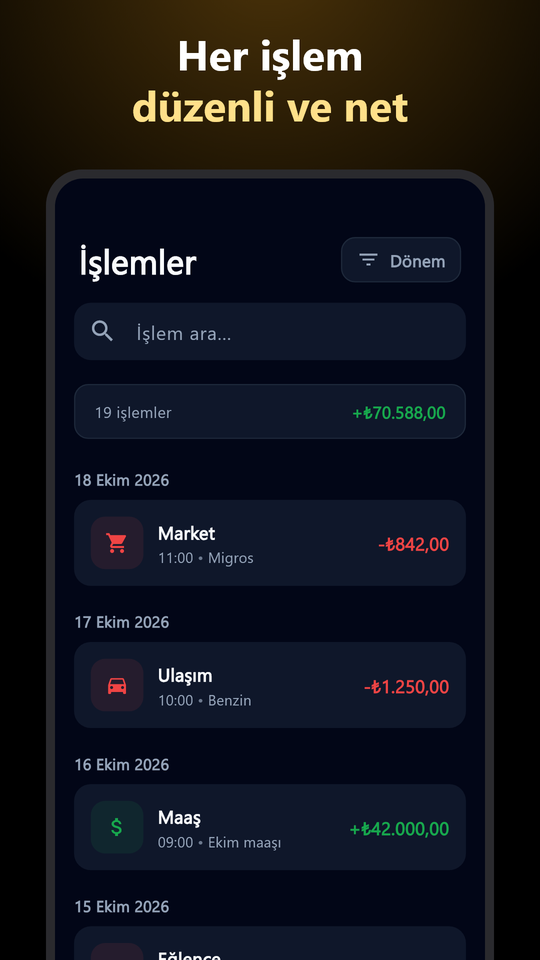 Her işlem
düzenli ve net
İşlemler
Dönem
İşlem ara...
19 işlemler
+₺70.588,00
18 Ekim 2026
Market
-₺842,00
11:00 • Migros
17 Ekim 2026
Ulaşım
-₺1.250,00
10:00 • Benzin
16 Ekim 2026
Maaş
+₺42.000,00
09:00 • Ekim maaşı
15 Ekim 2026
Eğlence